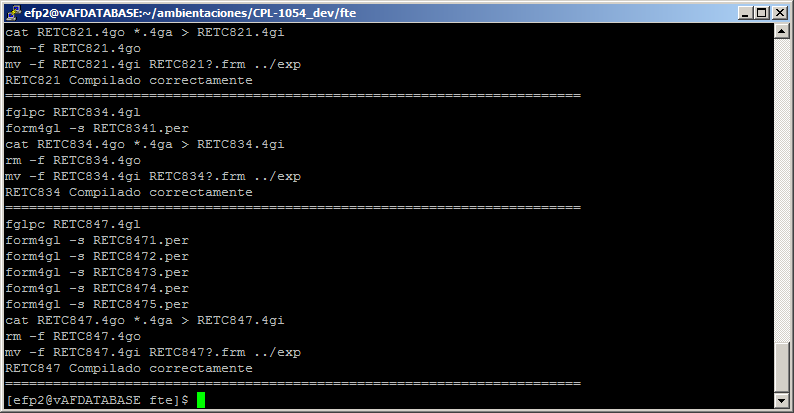 efp2@vAFDATABASE:~/ambientaciones/CPL-1054_dev/fte
cat RETC821.4go *.4ga > RETC821.4gi
rm -f RETC821.4go
mv -f RETC821.4gi RETC821?.frm ../exp
RETC821 Compilado correctamente
========================================================================
fglpc RETC834.4gl
form4gl -s RETC8341.per
cat RETC834.4go *.4ga > RETC834.4gi
rm -f RETC834.4go
mv -f RETC834.4gi RETC834?.frm ../exp
RETC834 Compilado correctamente
========================================================================
fglpc RETC847.4gl
form4gl -s RETC8471.per
form4gl -s RETC8472.per
form4gl -s RETC8473.per
form4gl -s RETC8474.per
form4gl -s RETC8475.per
cat RETC847.4go *.4ga > RETC847.4gi
rm -f RETC847.4go
mv -f RETC847.4gi RETC847?.frm ../exp
RETC847 Compilado correctamente
========================================================================
[efp2@vAFDATABASE fte]$